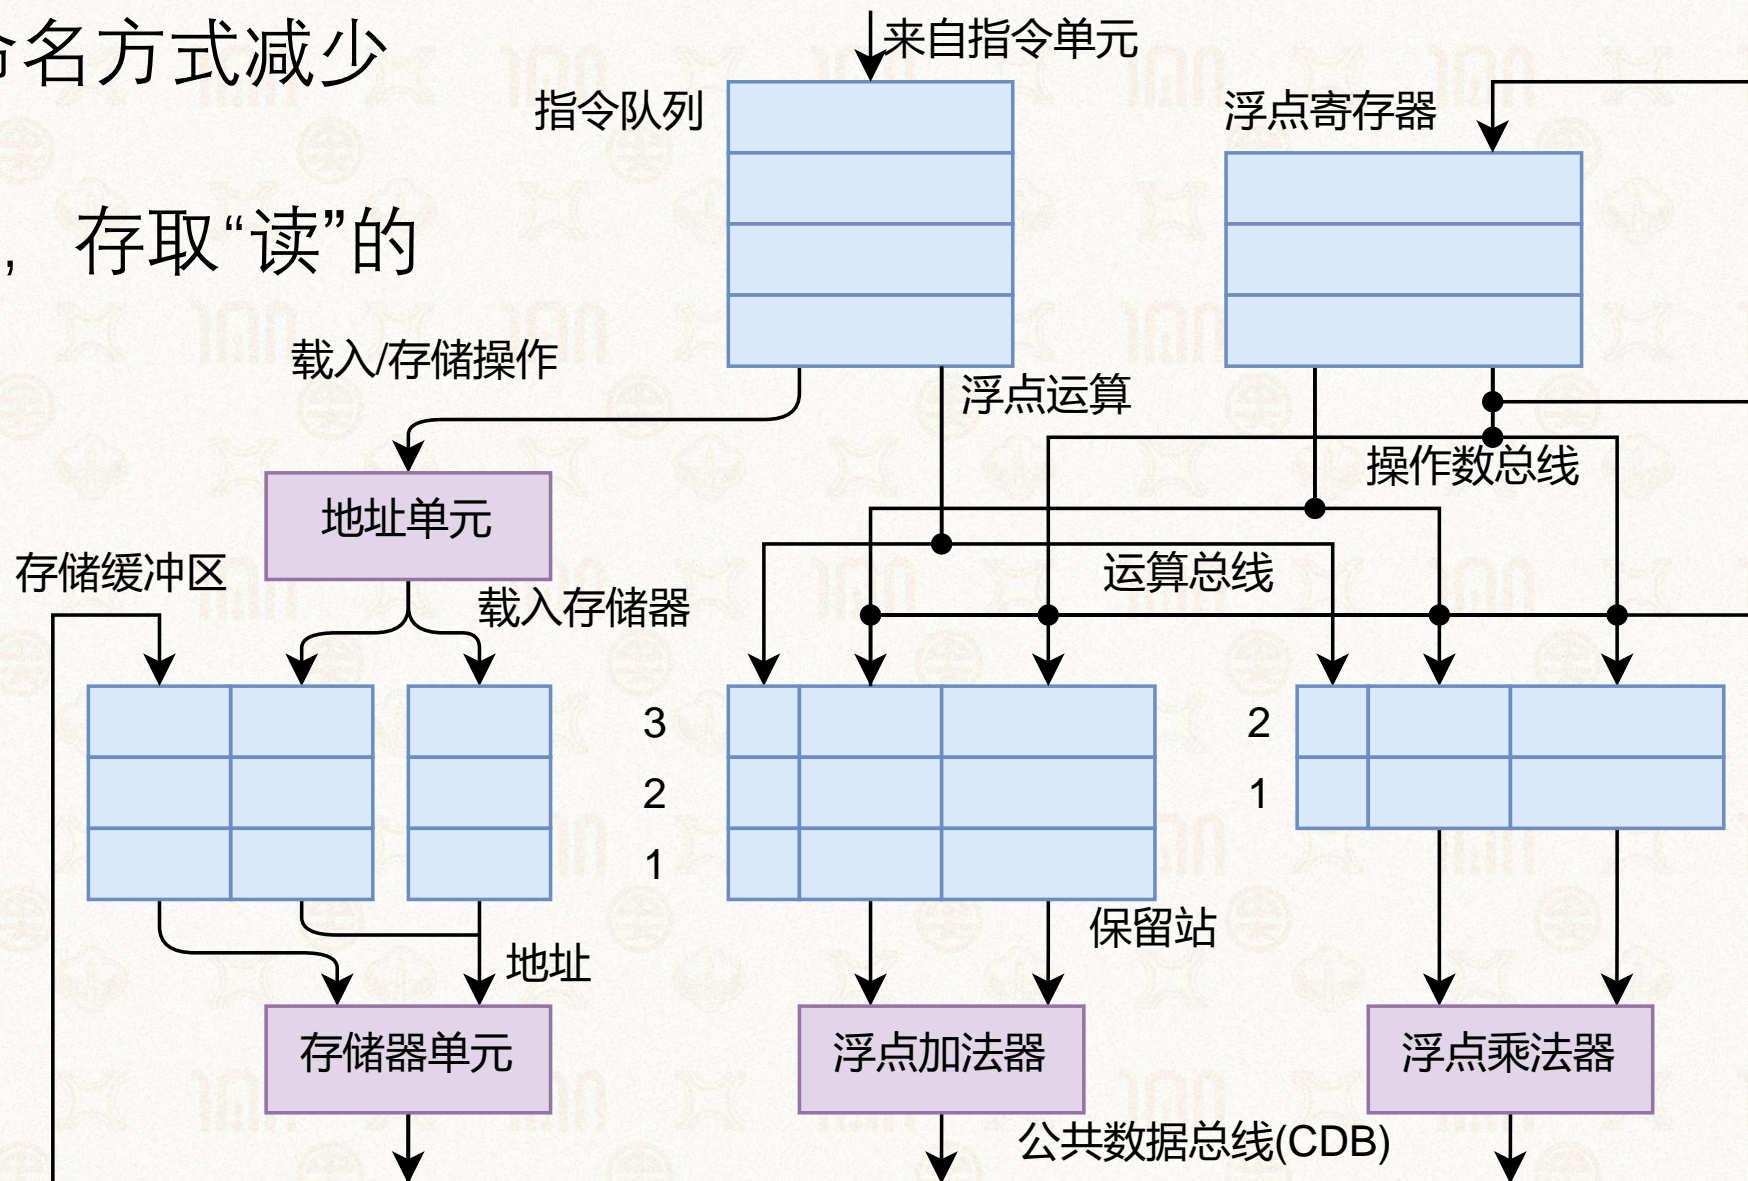 命名方式减少
来自指令单元
指令队列
浮点寄存器
， 存取“读”的
载入/存储操作
浮点运算
操作数总线
地址单元
存储缓冲区
运算总线
载入存储器
3
2
2
1
1
保留站
地址
存储器单元
浮点加法器
浮点乘法器
公共数据总线(CDB)